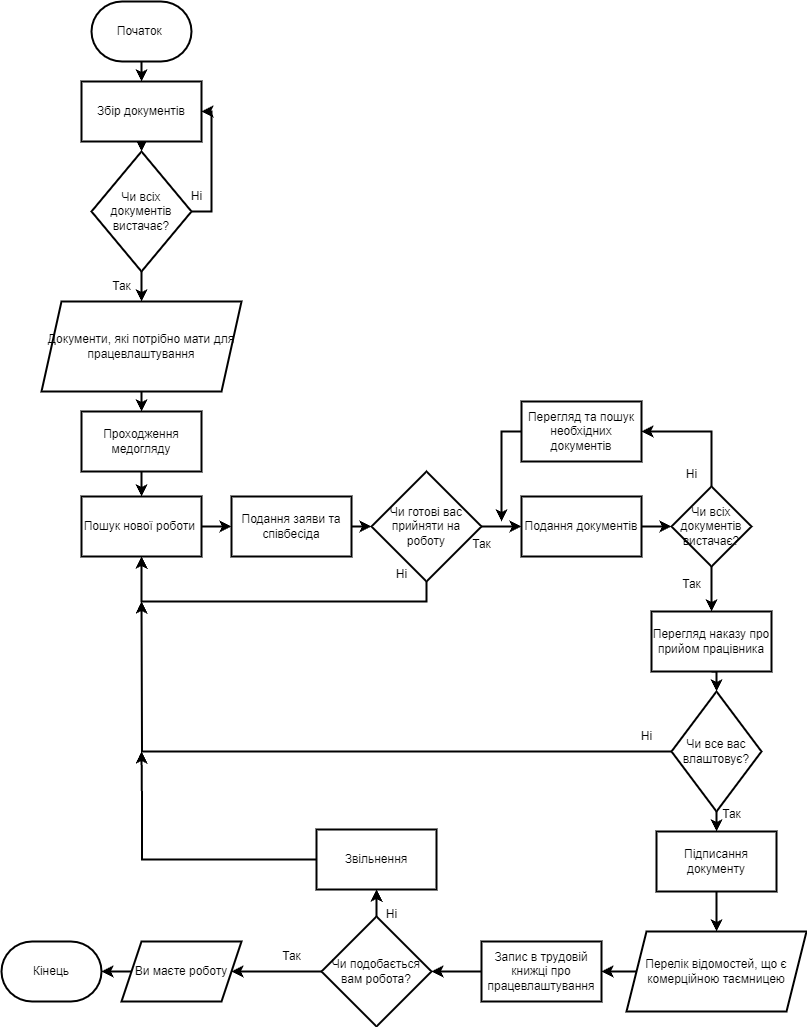 Початок
Збір документів
Ні
Чи всіх
документів
вистачає?
Так
Документи, які потрібно мати для
працевлаштування
Проходження
медогляду
Пошук нової роботи
Подання заяви та
співбесіда
Чи готові вас
прийняти на
роботу
Так
Ні
Перегляд та пошук
необхідних
документів
Подання документів
Ні
Чи всіх
документів
вистачає?
Так
Перегляд наказу про
прийом працівника
Ні
Чи все вас
влаштовує?
Так
Підписання
документу
Перелік відомостей, що є
комерційною таємницею
Запис в трудовій
книжці про
працевлаштування
Звільнення
Ні
Чи подобається
вам робота?
Так
Ви маєте роботу
Кінець